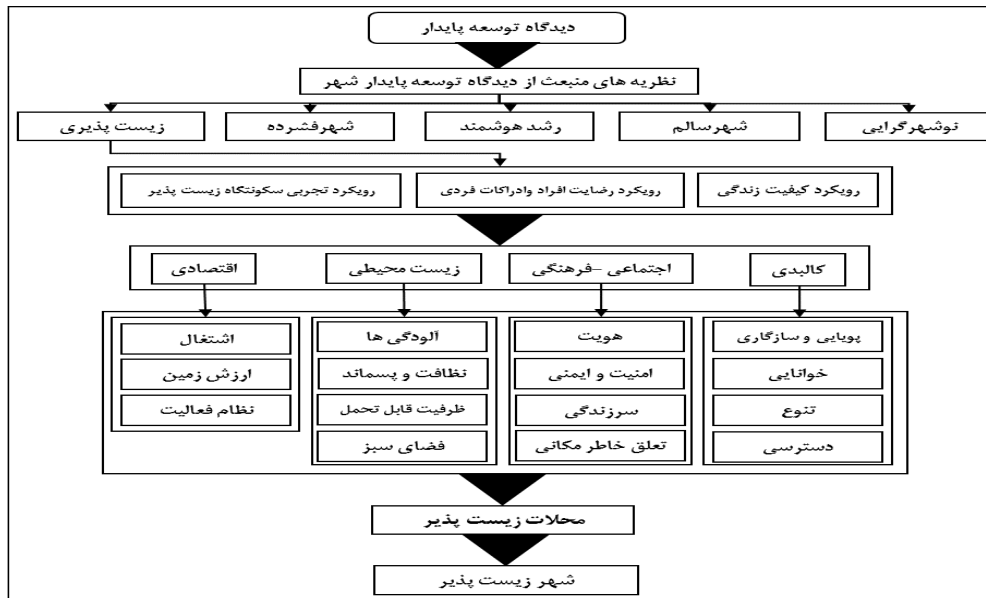 دیدگاه توسعه پایدار
نظریه های منبعث از دیدگاه توسعه پایدار شهر
نوشهرگرایی
شهرسالم
رشد هوشمند
شهرفشرده
زیست پذیری
رویکرد کیفیت زندگی
رویکرد رضایت افراد وادراکات فردی
رویکرد تجربی سکونتگاه زیست پذیر
کالبدی
اجتماعی –فرهنگی
زیست محیطی
اقتصادی
پویایی و سازگاری
خوانایی
تنوع
دسترسی
هویت
امنیت و ایمنی
سرزندگی
تعلق خاطر مکانی
آلودگی ها
نظافت و پسماند
ظرفیت قابل تحمل
فضای سبز
اشتغال
ارزش زمین
نظام فعالیت
محلات زیست پذیر
شهر زیست پذیر